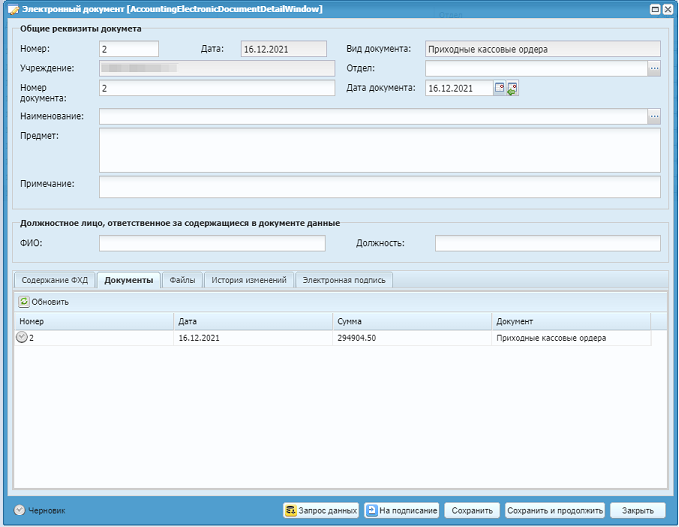 Электронный документ [AccountingElectronicDocumentDetailWindow]
Общие реквизиты докумета
Номер: 2 Дата: 16.12.2021 Вид документа: Приходные кассовые ордера
Учреждение: Отдел:
Номер документа: 2 Дата документа: 16.12.2021
Наименование:
Предмет:
Примечание:
Должностное лицо, ответственное за содержащиеся в документе данные
ФИО: Должность:
Содержание ФХД Документы Файлы История изменений Электронная подпись
Обновить
Номер Дата Сумма Документ
2 16.12.2021 294904.50 Приходные кассовые ордера
Черновик Запрос данных На подписание Сохранить Сохранить и продолжить Закрыть